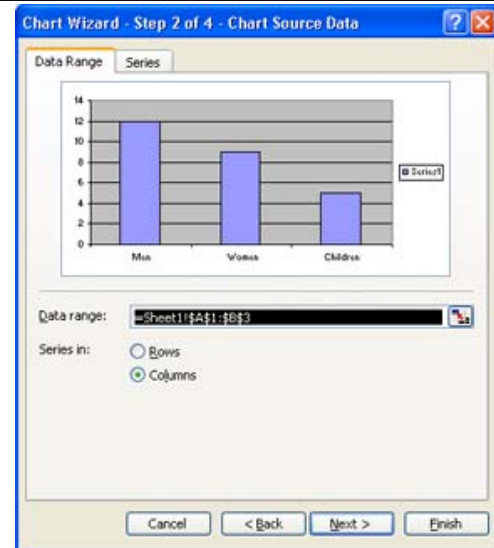 Chart Wizard - Step 2 of 4 - Chart Source Data
Data Range Series
14
12
10
8
6
4
2
0
Men Women Children
Series1
Data range: =Sheet1!$A$1:$B$3
Series in: Rows
Columns
Cancel < Back Next > Finish